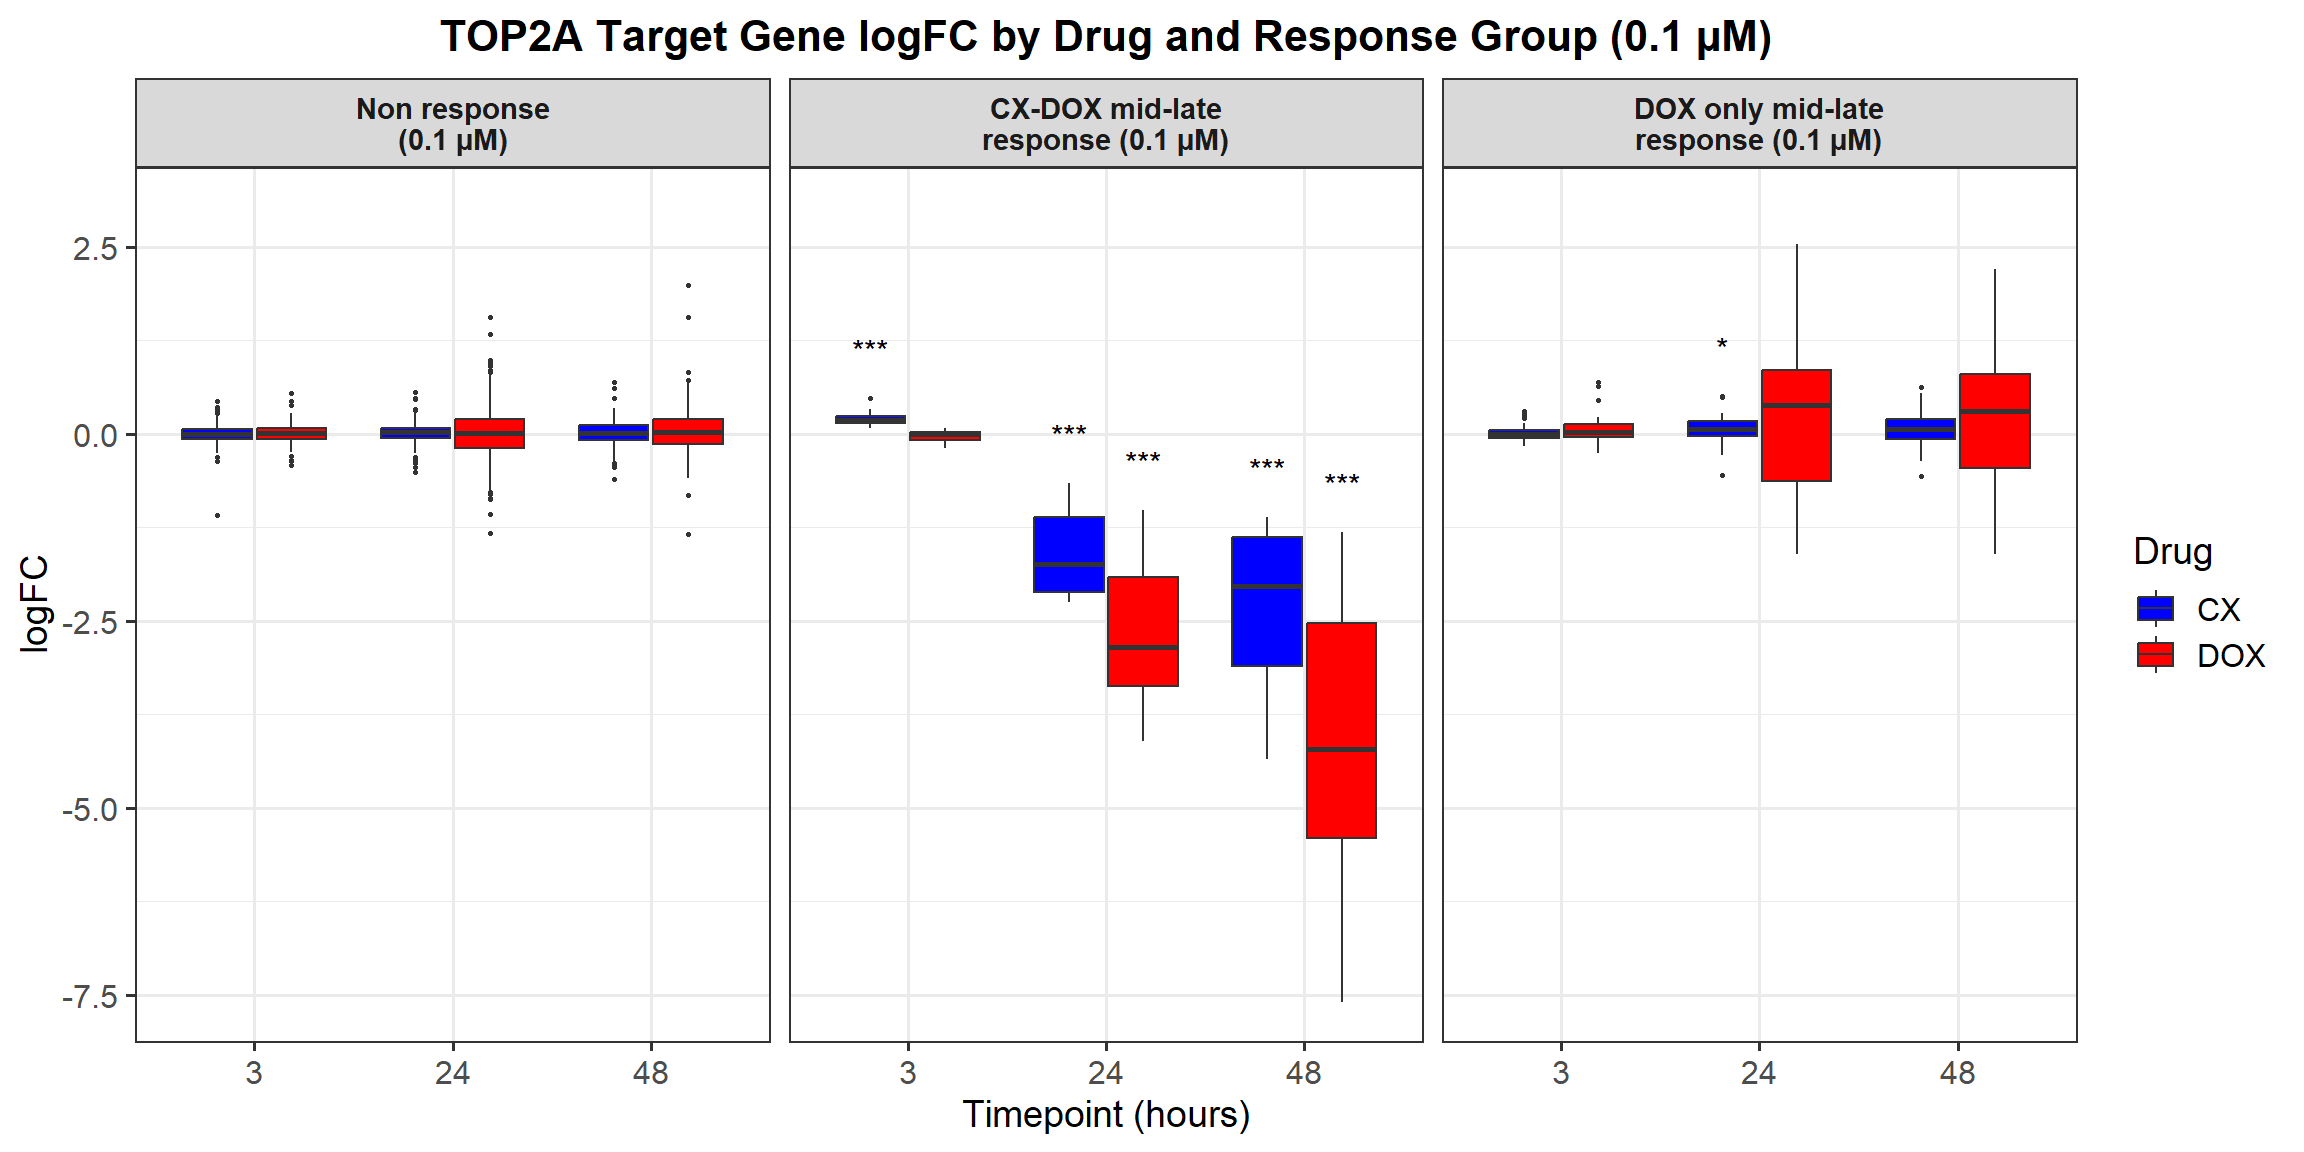 TOP2A Target Gene logFC by Drug and Response Group (0.1 µM)
Non response
(0.1 µM)
CX-DOX mid-late
response (0.1 µM)
DOX only mid-late
response (0.1 µM)
logFC
2.5
0.0
-2.5
-5.0
-7.5
***
***
***
***
***
*
3
24
48
3
24
48
3
24
48
Timepoint (hours)
Drug
CX
DOX